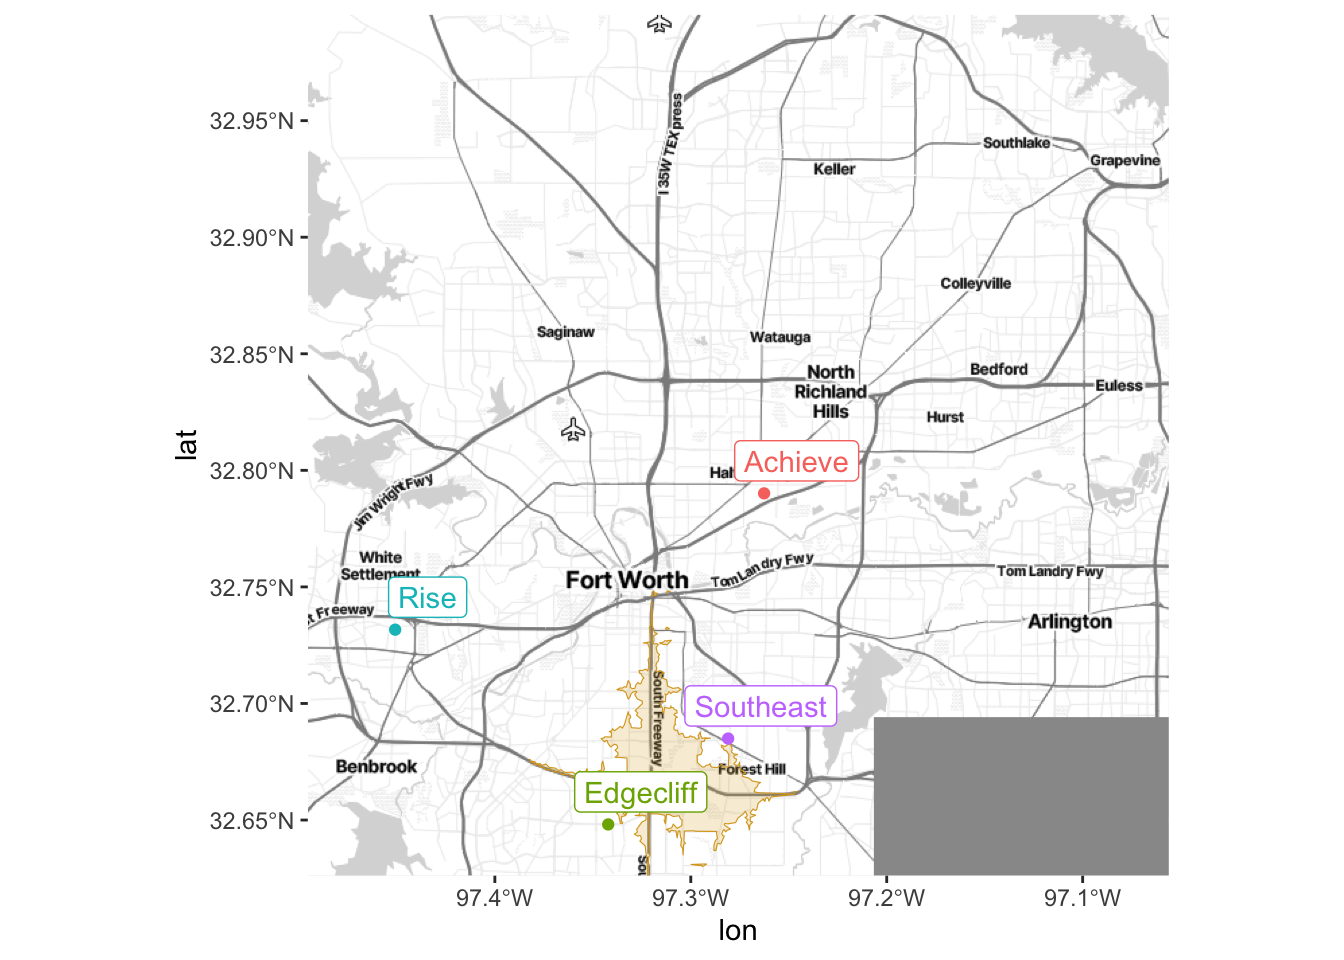 32.95°N
32.90°N
32.85°N
32.80°N
32.75°N
32.70°N
32.65°N
lat
I 35W TEXpress
Southlake
Grapevine
Keller
Colleyville
Saginaw
Watauga
North
Richland
Hills
Bedford
Euless
Hurst
Achieve
Jim Wright Fwy
White
Settlement
Fort Worth
Tom Landry Fwy
Tom Landry Fwy
Rise
Freeway
Arlington
South Freeway
Southeast
Benbrook
Forest Hill
Edgecliff
97.4°W
97.3°W
97.2°W
97.1°W
lon